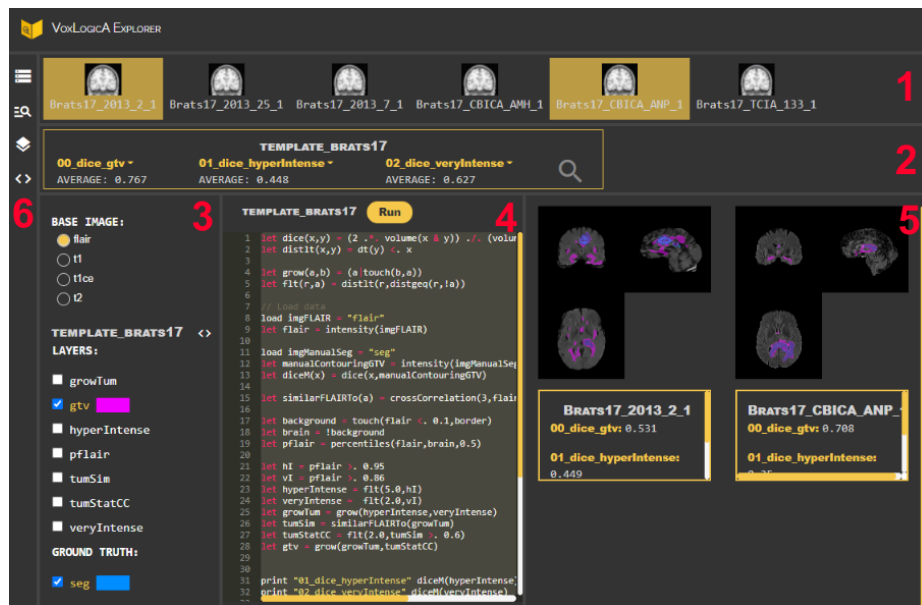 VoxLogicA Explorer
Brats17_2013_2_1 Brats17_2013_25_1 Brats17_2013_7_1 Brats17_CBICA_AMH_1 Brats17_CBICA_ANP_1 Brats17_TCIA_133_1
1
TEMPLATE_BRATS17
00_dice_gtv 01_dice_hyperIntense 02_dice_veryIntense
AVERAGE: 0.767 AVERAGE: 0.448 AVERAGE: 0.627
2
6
3
BASE IMAGE:
flair
t1
t1ce
t2
TEMPLATE_BRATS17 <>
LAYERS:
growTum
gtv
hyperIntense
pflair
tumSim
tumStatCC
veryIntense
GROUND TRUTH:
seg
TEMPLATE_BRATS17 Run
4
1 let dice(x,y) = (2 .*. volume(x & y)) ./. (volum
2 let distlt(x,y) = dt(y) <. x
3
4 let grow(a,b) = (a|touch(b,a))
5 let flt(r,a) = distlt(r,distgeq(r,!a))
6
7 // Load data
8 load imgFLAIR = "flair"
9 let flair = intensity(imgFLAIR)
10
11 load imgManualSeg = "seg"
12 let manualContouringGTV = intensity(imgManualSeg
13 let diceM(x) = dice(x,manualContouringGTV)
14
15 let similarFLAIRTo(a) = crossCorrelation(3,flair
16
17 let background = touch(flair <. 0.1,border)
18 let brain = !background
19 let pflair = percentiles(flair,brain,0.5)
20
21 let hI = pflair >. 0.95
22 let vI = pflair >. 0.86
23 let hyperIntense = flt(5.0,hI)
24 let veryIntense = flt(2.0,vI)
25 let growTum = grow(hyperIntense,veryIntense)
26 let tumSim = similarFLAIRTo(growTum)
27 let tumStatCC = flt(2.0,tumSim >. 0.6)
28 let gtv = grow(growTum,tumStatCC)
29
30
31 print "01_dice_hyperIntense" diceM(hyperIntense)
32 print "02_dice_veryIntense" diceM(veryIntense)
5
Brats17_2013_2_1
00_dice_gtv: 0.531
01_dice_hyperIntense:
0.449
Brats17_CBICA_ANP_
00_dice_gtv: 0.708
01_dice_hyperIntense: